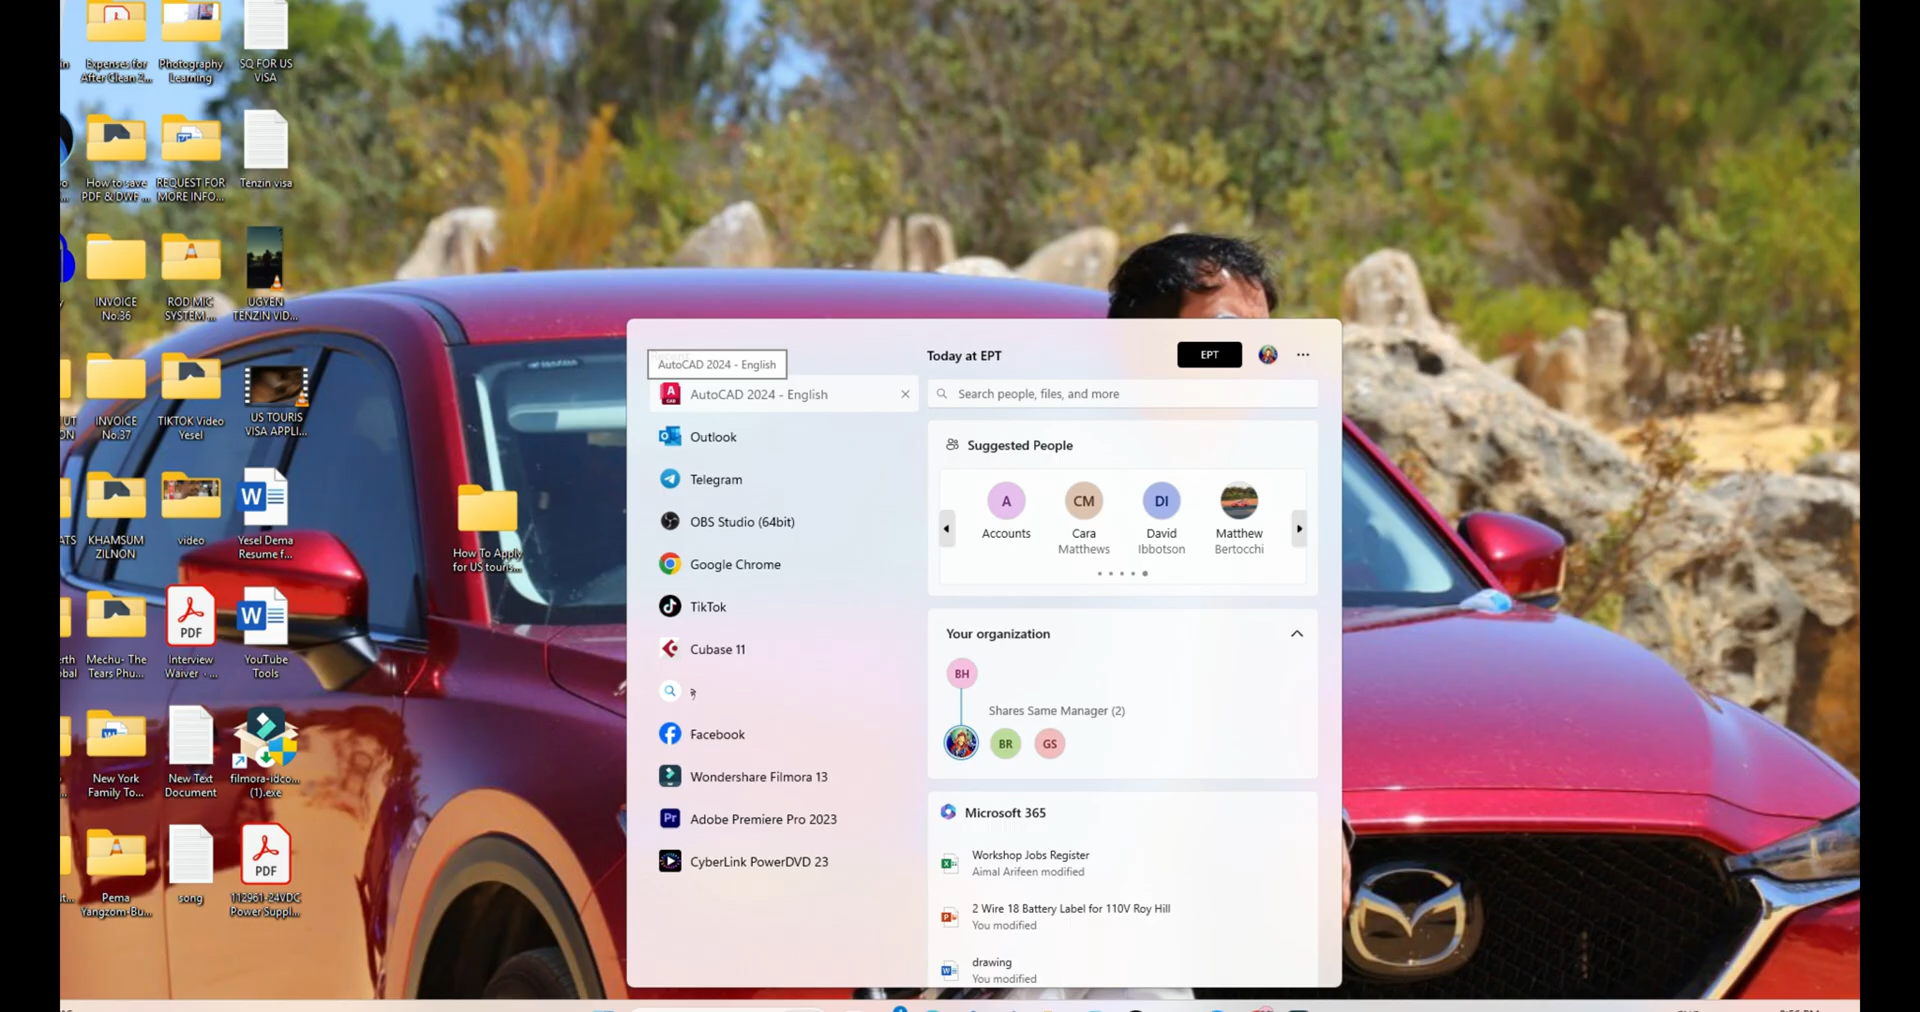 Expenses for
After Clean 2...
Photography
Learning
SQ FOR US
VISA
How to save
PDF & DWF ...
REQUEST FOR
MORE INFO...
Tenzin visa
INVOICE
No.36
ROD MIC
SYSTEM ...
UGYEN
TENZIN VID...
INVOICE
No.37
TIKTOK Video
Yesel
US TOURIS
VISA APPLI...
KHAMSUM
ZILNON
video
Yesel Dema
Resume f...
How To Apply
for US touris...
Mechu- The
Tears Phu...
PDF
Interview
Waiver - ...
YouTube
Tools
New York
Family To...
New Text
Document
filmora-idco...
(1).exe
Pema
Yangzom-Bu...
song
PDF
112961-24VDC
Power Suppl...
AutoCAD 2024 - English
AutoCAD 2024 - English
Outlook
Telegram
OBS Studio (64bit)
Google Chrome
TikTok
Cubase 11
Facebook
Wondershare Filmora 13
Adobe Premiere Pro 2023
CyberLink PowerDVD 23
Today at EPT
EPT
Search people, files, and more
Suggested People
A
CM
DI
Accounts
Cara
Matthews
David
Ibbotson
Matthew
Bertocchi
Your organization
BH
Shares Same Manager (2)
BR
GS
Microsoft 365
Workshop Jobs Register
Aimal Arifeen modified
2 Wire 18 Battery Label for 110V Roy Hill
You modified
drawing
You modified